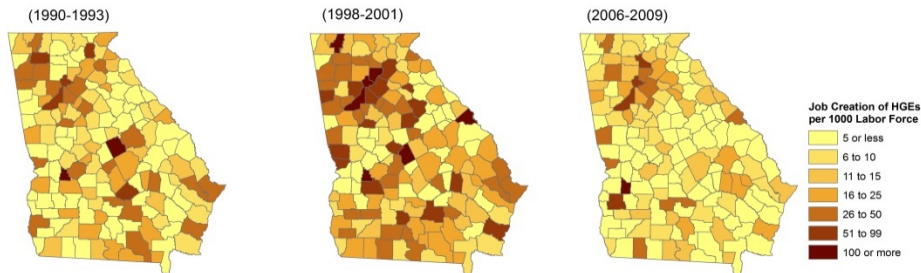 (1990-1993)
(1998-2001)
(2006-2009)
Job Creation of HGEs
per 1000 Labor Force
5 or less
6 to 10
11 to 15
16 to 25
26 to 50
51 to 99
100 or more